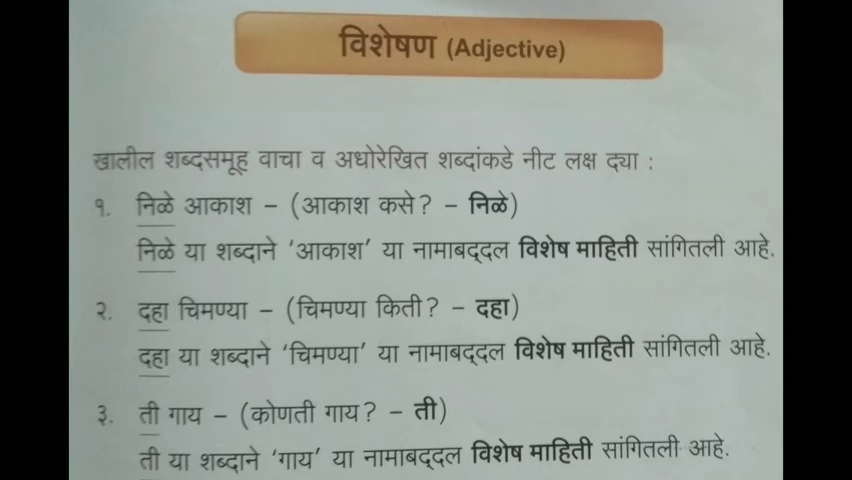 विशेषण (Adjective)
खालील शब्दसमूह वाचा व अधोरेखित शब्दांकडे नीट लक्ष द्या :
१. निळे आकाश – (आकाश कसे? – निळे)
निळे या शब्दाने ‘आकाश’ या नामाबद्दल विशेष माहिती सांगितली आहे.
२. दहा चिमण्या – (चिमण्या किती? – दहा)
दहा या शब्दाने ‘चिमण्या’ या नामाबद्दल विशेष माहिती सांगितली आहे.
३. ती गाय – (कोणती गाय? – ती)
ती या शब्दाने ‘गाय’ या नामाबद्दल विशेष माहिती सांगितली आहे.